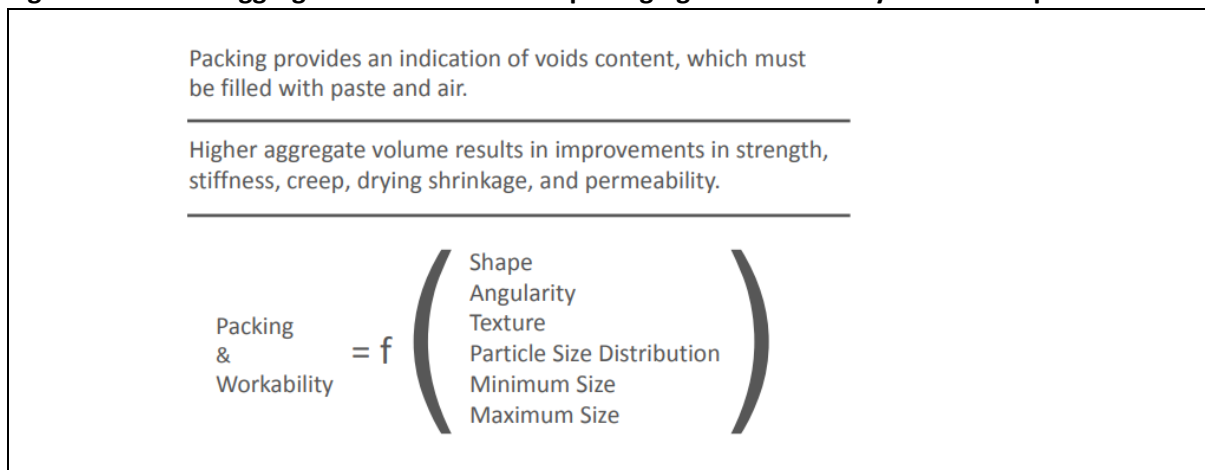 Packing provides an indication of voids content, which must
be filled with paste and air.
Higher aggregate volume results in improvements in strength,
stiffness, creep, drying shrinkage, and permeability.
Packing
&
Workability
= f
Shape
Angularity
Texture
Particle Size Distribution
Minimum Size
Maximum Size